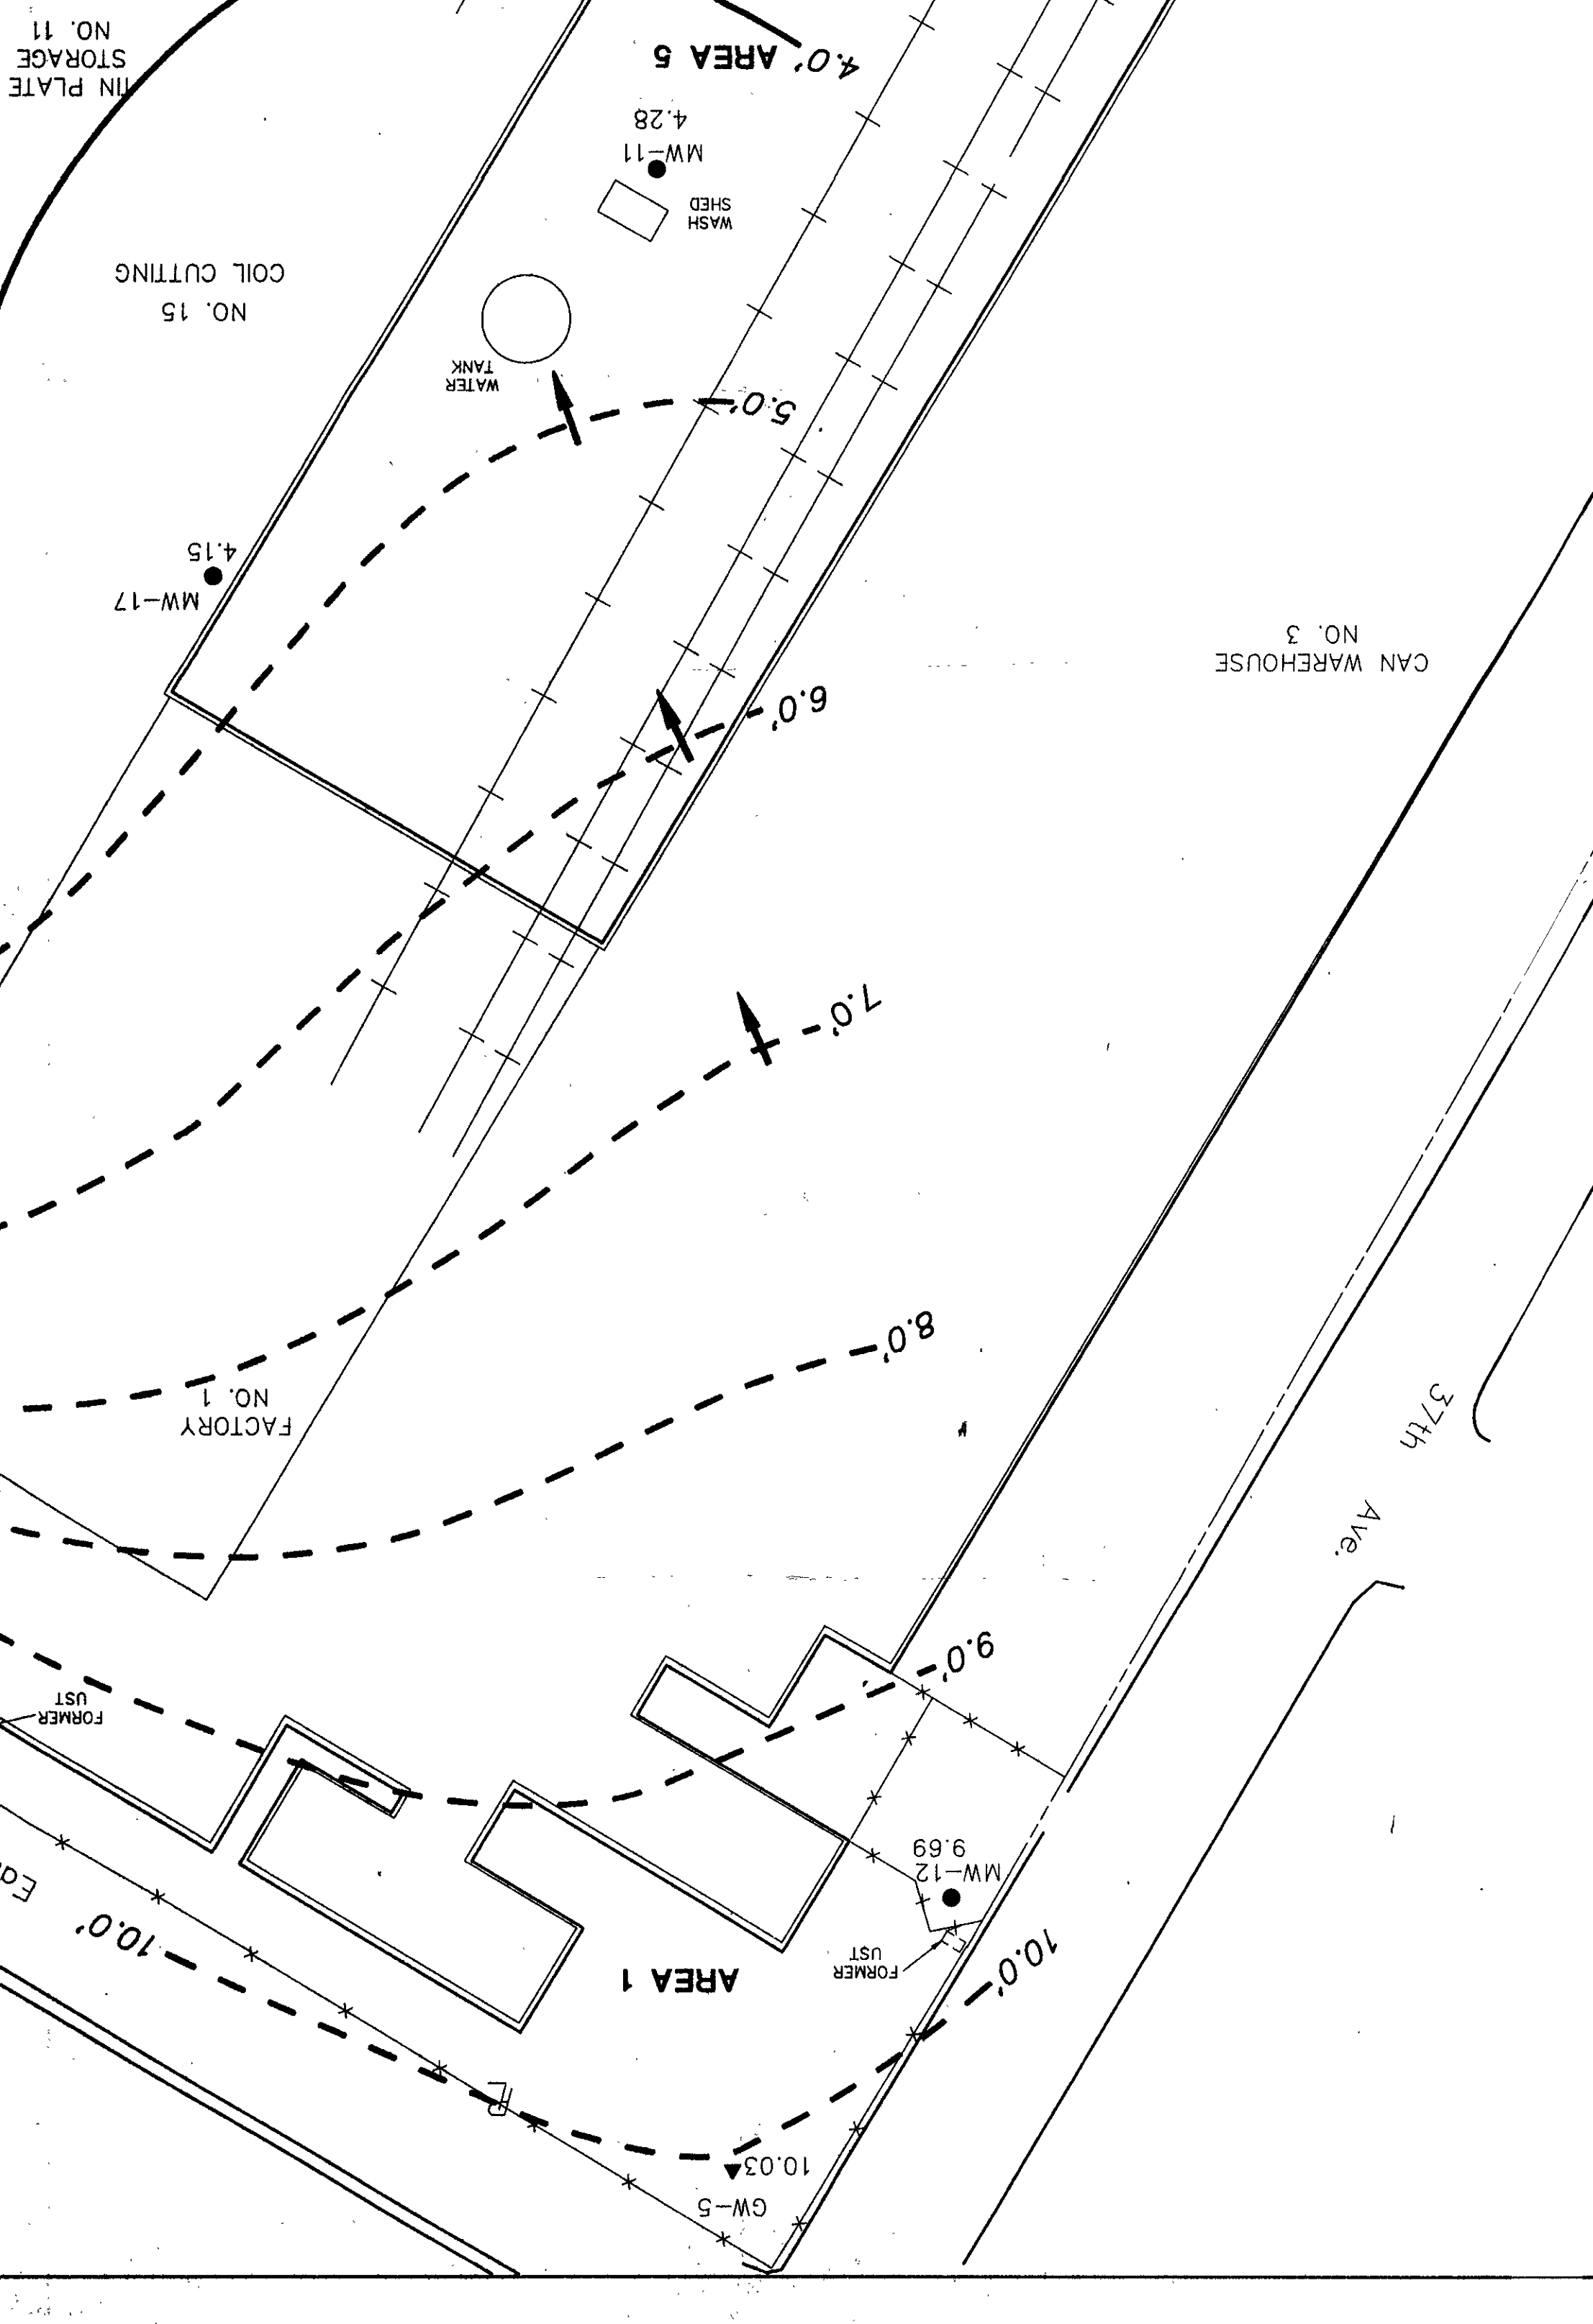 GW-5
10.03
10.0'
FORMER
UST
AREA 1
MW-12
9.69
10.0'
Ea
FORMER
UST
9.0'
Ave.
37th
FACTORY
NO. 1
8.0'
7.0'
6.0'
CAN WAREHOUSE
NO. 3
MW-17
4.15
5.0'
WATER
TANK
NO. 15
COIL CUTTING
WASH
SHED
MW-11
4.28
4.0'
AREA 5
TIN PLATE
STORAGE
NO. 11